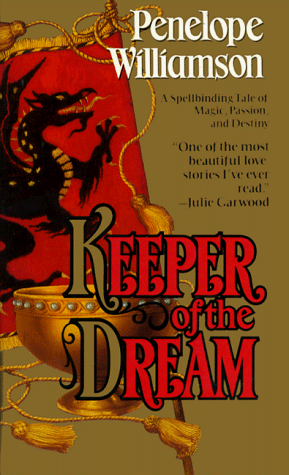 Penelope
Williamson
A Spellbinding Tale of
Magic, Passion,
and Destiny
"One of the most
beautiful love
stories I've ever
read."
—Julie Garwood
KEEPER
of the
DREAM